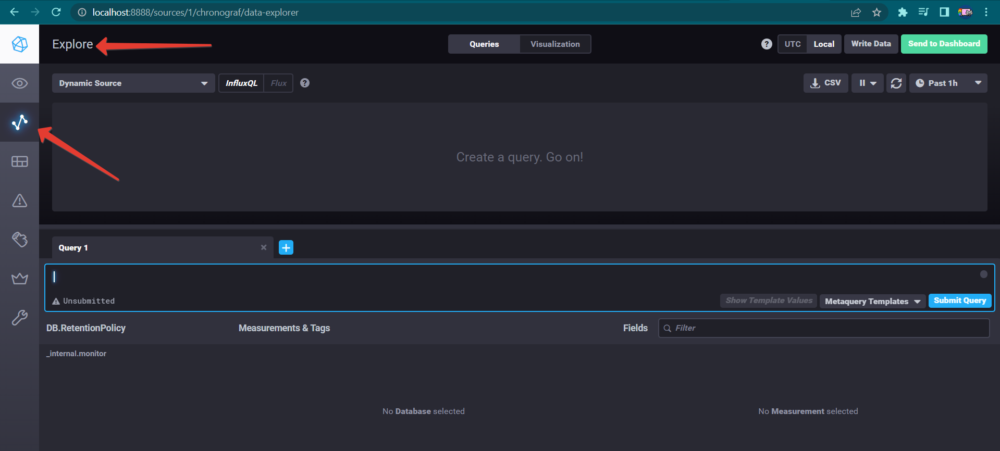 localhost:8888/sources/1/chronograf/data-explorer
Explore
Queries
Visualization
?
UTC
Local
Write Data
Send to Dashboard
Dynamic Source
InfluxQL
Flux
?
CSV
Past 1h
Create a query. Go on!
Query 1
Unsubmitted
Show Template Values
Metaquery Templates
Submit Query
DB.RetentionPolicy
Measurements & Tags
Fields
Filter
_internal.monitor
No Database selected
No Measurement selected